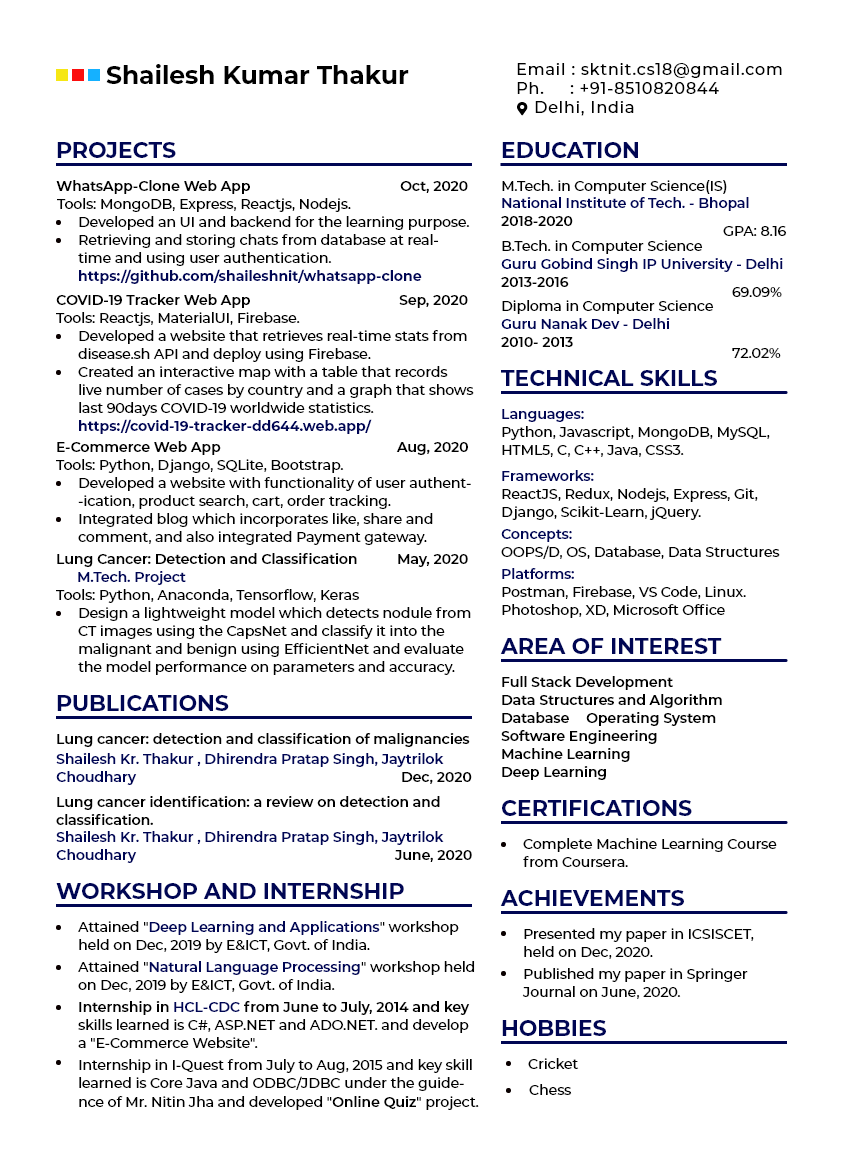 Shailesh Kumar Thakur
Email : sktnit.cs18@gmail.com
Ph. : +91-8510820844
Delhi, India
PROJECTS
WhatsApp-Clone Web App Oct, 2020
Tools: MongoDB, Express, Reactjs, Nodejs.
• Developed an UI and backend for the learning purpose.
• Retrieving and storing chats from database at real-
time and using user authentication.
https://github.com/shaileshnit/whatsapp-clone
COVID-19 Tracker Web App Sep, 2020
Tools: Reactjs, MaterialUI, Firebase.
• Developed a website that retrieves real-time stats from
disease.sh API and deploy using Firebase.
• Created an interactive map with a table that records
live number of cases by country and a graph that shows
last 90days COVID-19 worldwide statistics.
https://covid-19-tracker-dd644.web.app/
E-Commerce Web App Aug, 2020
Tools: Python, Django, SQLite, Bootstrap.
• Developed a website with functionality of user authent-
-ication, product search, cart, order tracking.
• Integrated blog which incorporates like, share and
comment, and also integrated Payment gateway.
Lung Cancer: Detection and Classification May, 2020
M.Tech. Project
Tools: Python, Anaconda, Tensorflow, Keras
• Design a lightweight model which detects nodule from
CT images using the CapsNet and classify it into the
malignant and benign using EfficientNet and evaluate
the model performance on parameters and accuracy.
PUBLICATIONS
Lung cancer: detection and classification of malignancies
Shailesh Kr. Thakur , Dhirendra Pratap Singh, Jaytrilok
Choudhary Dec, 2020
Lung cancer identification: a review on detection and
classification.
Shailesh Kr. Thakur , Dhirendra Pratap Singh, Jaytrilok
Choudhary June, 2020
WORKSHOP AND INTERNSHIP
• Attained "Deep Learning and Applications" workshop
held on Dec, 2019 by E&ICT, Govt. of India.
• Attained "Natural Language Processing" workshop held
on Dec, 2019 by E&ICT, Govt. of India.
• Internship in HCL-CDC from June to July, 2014 and key
skills learned is C#, ASP.NET and ADO.NET. and develop
a "E-Commerce Website".
• Internship in I-Quest from July to Aug, 2015 and key skill
learned is Core Java and ODBC/JDBC under the guide-
nce of Mr. Nitin Jha and developed "Online Quiz" project.
EDUCATION
M.Tech. in Computer Science(IS)
National Institute of Tech. - Bhopal
2018-2020
GPA: 8.16
B.Tech. in Computer Science
Guru Gobind Singh IP University - Delhi
2013-2016
69.09%
Diploma in Computer Science
Guru Nanak Dev - Delhi
2010- 2013
72.02%
TECHNICAL SKILLS
Languages:
Python, Javascript, MongoDB, MySQL,
HTML5, C, C++, Java, CSS3.
Frameworks:
ReactJS, Redux, Nodejs, Express, Git,
Django, Scikit-Learn, jQuery.
Concepts:
OOPS/D, OS, Database, Data Structures
Platforms:
Postman, Firebase, VS Code, Linux.
Photoshop, XD, Microsoft Office
AREA OF INTEREST
Full Stack Development
Data Structures and Algorithm
Database Operating System
Software Engineering
Machine Learning
Deep Learning
CERTIFICATIONS
• Complete Machine Learning Course
from Coursera.
ACHIEVEMENTS
• Presented my paper in ICSISCET,
held on Dec, 2020.
• Published my paper in Springer
Journal on June, 2020.
HOBBIES
• Cricket
• Chess